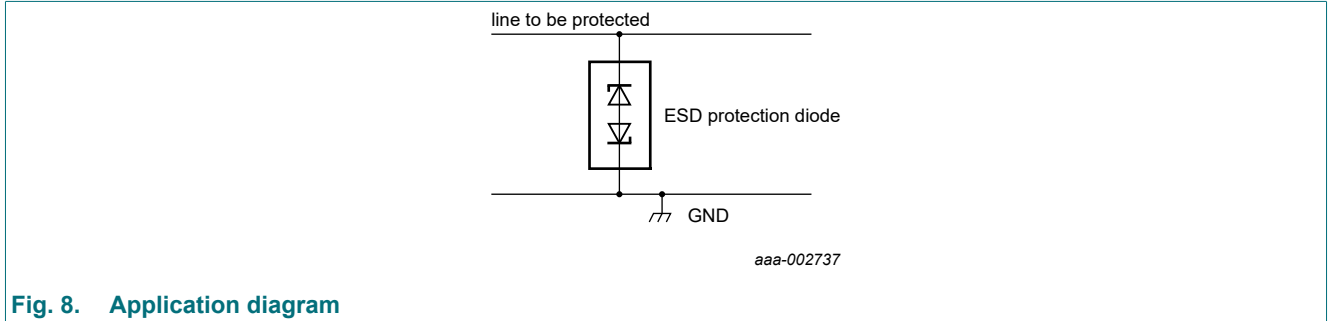 line to be protected
ESD protection diode
GND
aaa-002737
Fig. 8. Application diagram